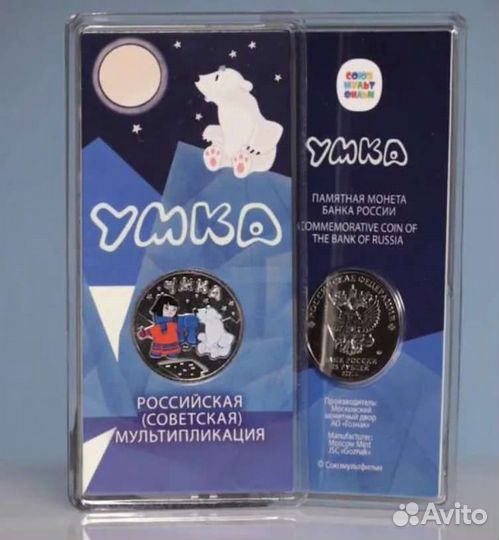 УМКА
УМКА
РОССИЙСКАЯ
(СОВЕТСКАЯ)
МУЛЬТИПЛИКАЦИЯ
СОЮЗ
МУЛЬТ
ФИЛЬМ
УМКА
ПАМЯТНАЯ МОНЕТА
БАНКА РОССИИ
COMMEMORATIVE COIN OF
THE BANK OF RUSSIA
РОССИЙСКАЯ ФЕДЕРАЦИЯ
БАНК РОССИИ
25 РУБЛЕЙ
Производитель:
Московский
монетный двор
АО «Гознак»
Manufacturer:
Moscow Mint
JSC «Goznak»
© Союзмультфильм
Avito